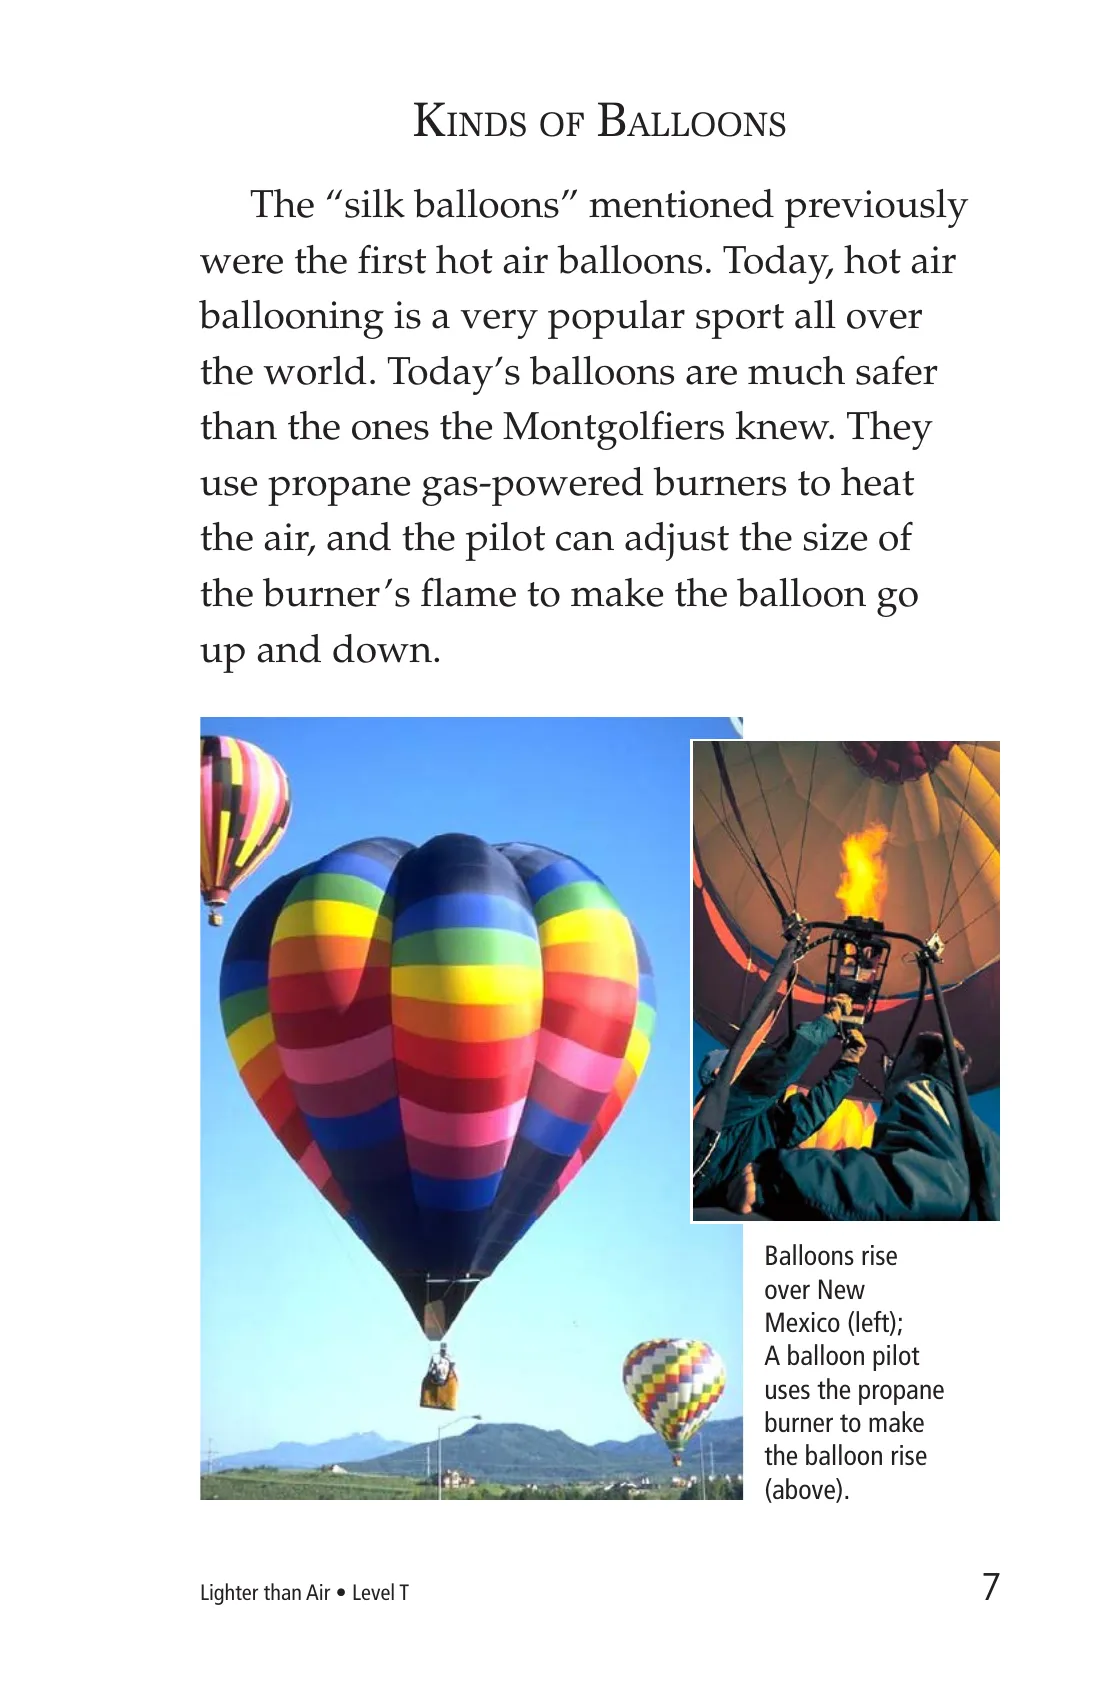 Kinds of Balloons
The “silk balloons” mentioned previously
were the first hot air balloons. Today, hot air
ballooning is a very popular sport all over
the world. Today’s balloons are much safer
than the ones the Montgolfiers knew. They
use propane gas-powered burners to heat
the air, and the pilot can adjust the size of
the burner’s flame to make the balloon go
up and down.
Balloons rise
over New
Mexico (left);
A balloon pilot
uses the propane
burner to make
the balloon rise
(above).
Lighter than Air • Level T
7